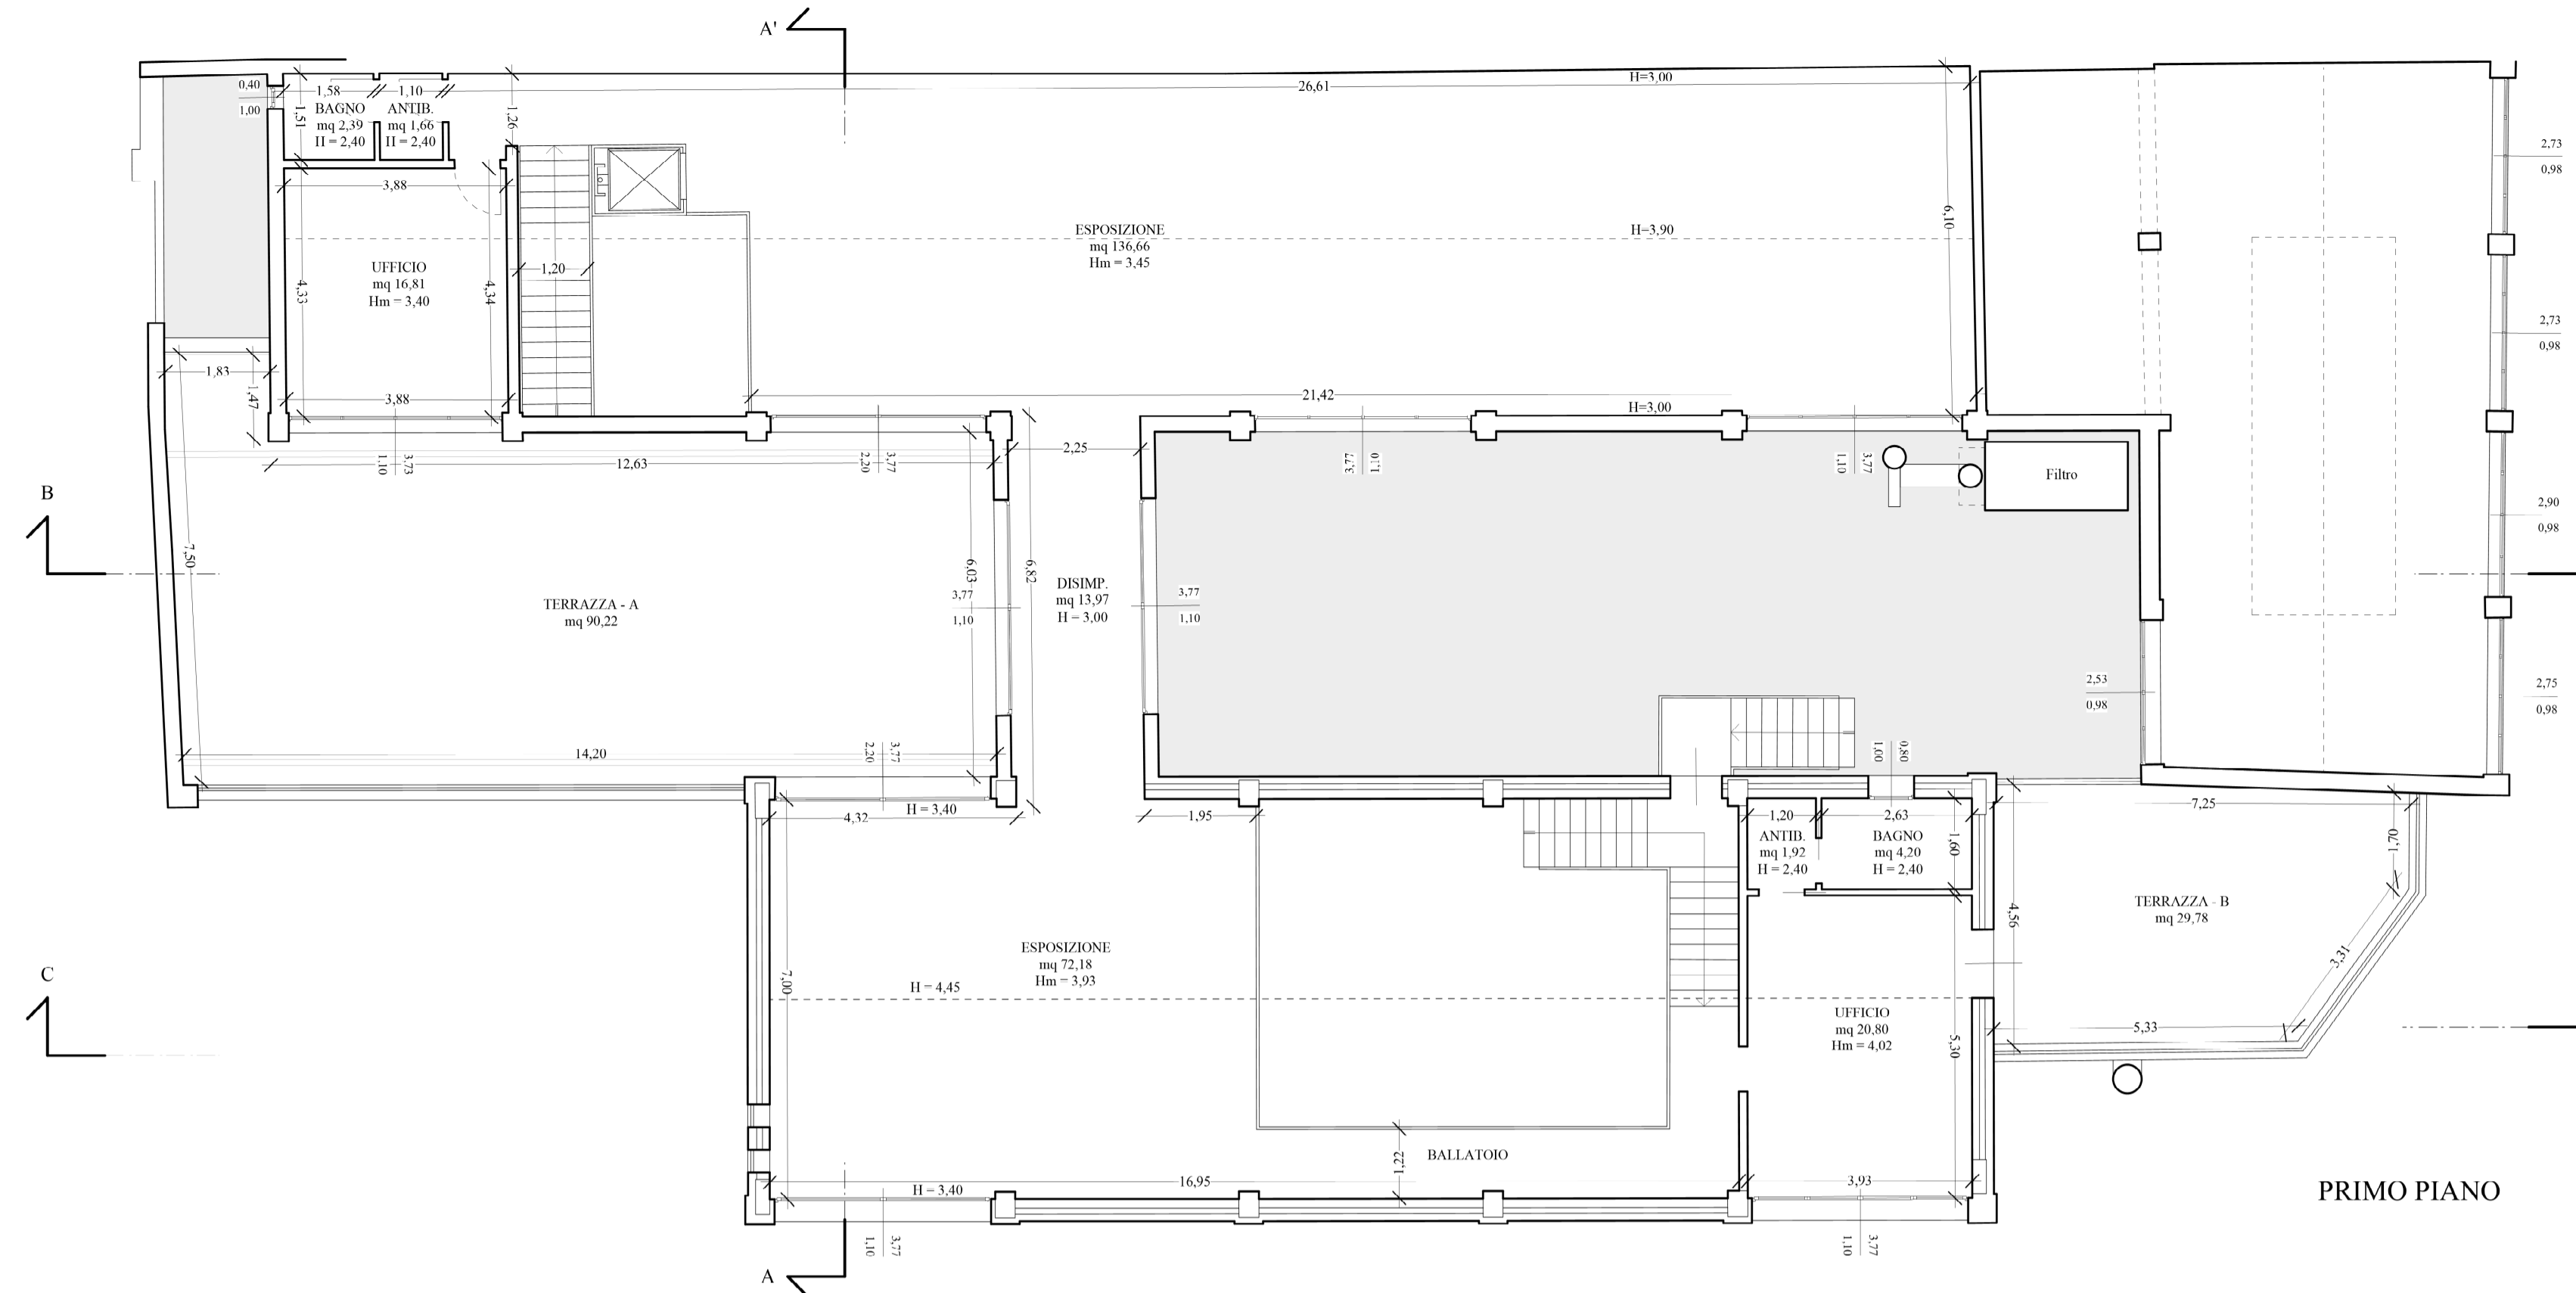 A'
H=3,00
26,61
0,40
1,00
1,58
1,10
1,51
1,26
BAGNO
mq 2,39
H = 2,40
ANTIB.
mq 1,66
H = 2,40
3,88
2,73
0,98
6,10
ESPOSIZIONE
mq 136,66
Hm = 3,45
H=3,90
UFFICIO
mq 16,81
Hm = 3,40
1,20
4,33
4,34
2,73
0,98
1,83
1,47
3,88
21,42
H=3,00
12,63
1,10
3,73
2,20
3,77
2,25
3,77
1,10
1,10
3,77
Filtro
B
2,90
0,98
7,50
6,03
6,82
TERRAZZA - A
mq 90,22
3,77
1,10
DISIMP.
mq 13,97
H = 3,00
3,77
1,10
2,53
0,98
2,75
0,98
14,20
2,20
3,77
1,00
0,80
H = 3,40
4,32
1,95
1,20
2,63
7,25
ANTIB.
mq 1,92
H = 2,40
BAGNO
mq 4,20
H = 2,40
1,60
1,70
4,56
TERRAZZA - B
mq 29,78
3,31
C
7,00
ESPOSIZIONE
mq 72,18
Hm = 3,93
H = 4,45
UFFICIO
mq 20,80
Hm = 4,02
5,30
5,33
1,22
BALLATOIO
16,95
H = 3,40
3,93
PRIMO PIANO
1,10
3,77
1,10
3,77
A